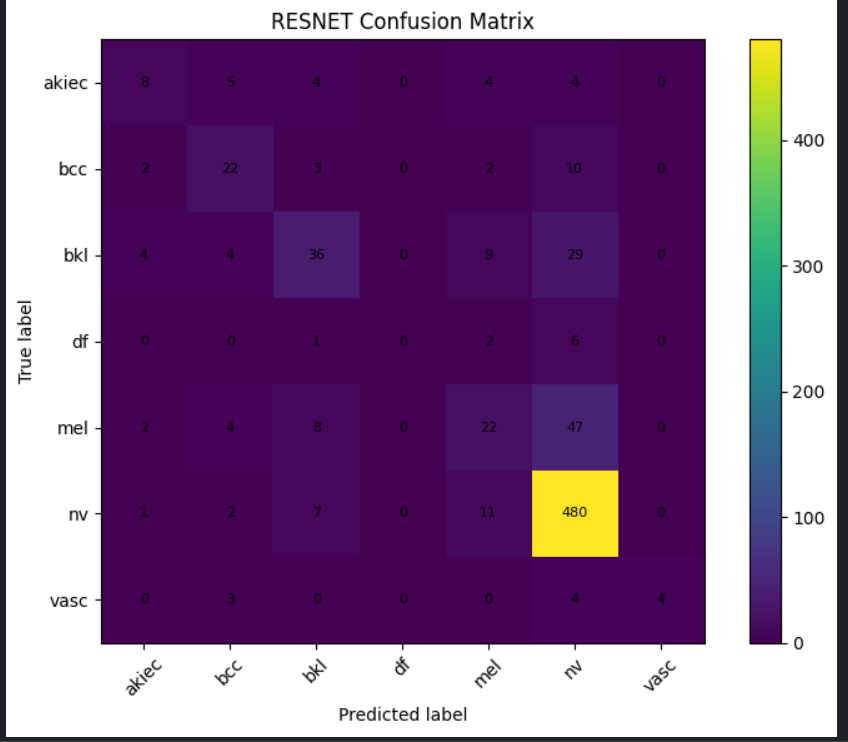 RESNET Confusion Matrix
akiec 8 5 4 0 4 4 0
bcc 2 22 3 0 2 10 0
bkl 4 4 36 0 9 29 0
df 0 0 1 0 2 6 0
mel 2 4 8 0 22 47 0
nv 1 2 7 0 11 480 0
vasc 0 3 0 0 0 4 4
akiec bcc bkl df mel nv vasc
True label
Predicted label
400
300
200
100
0